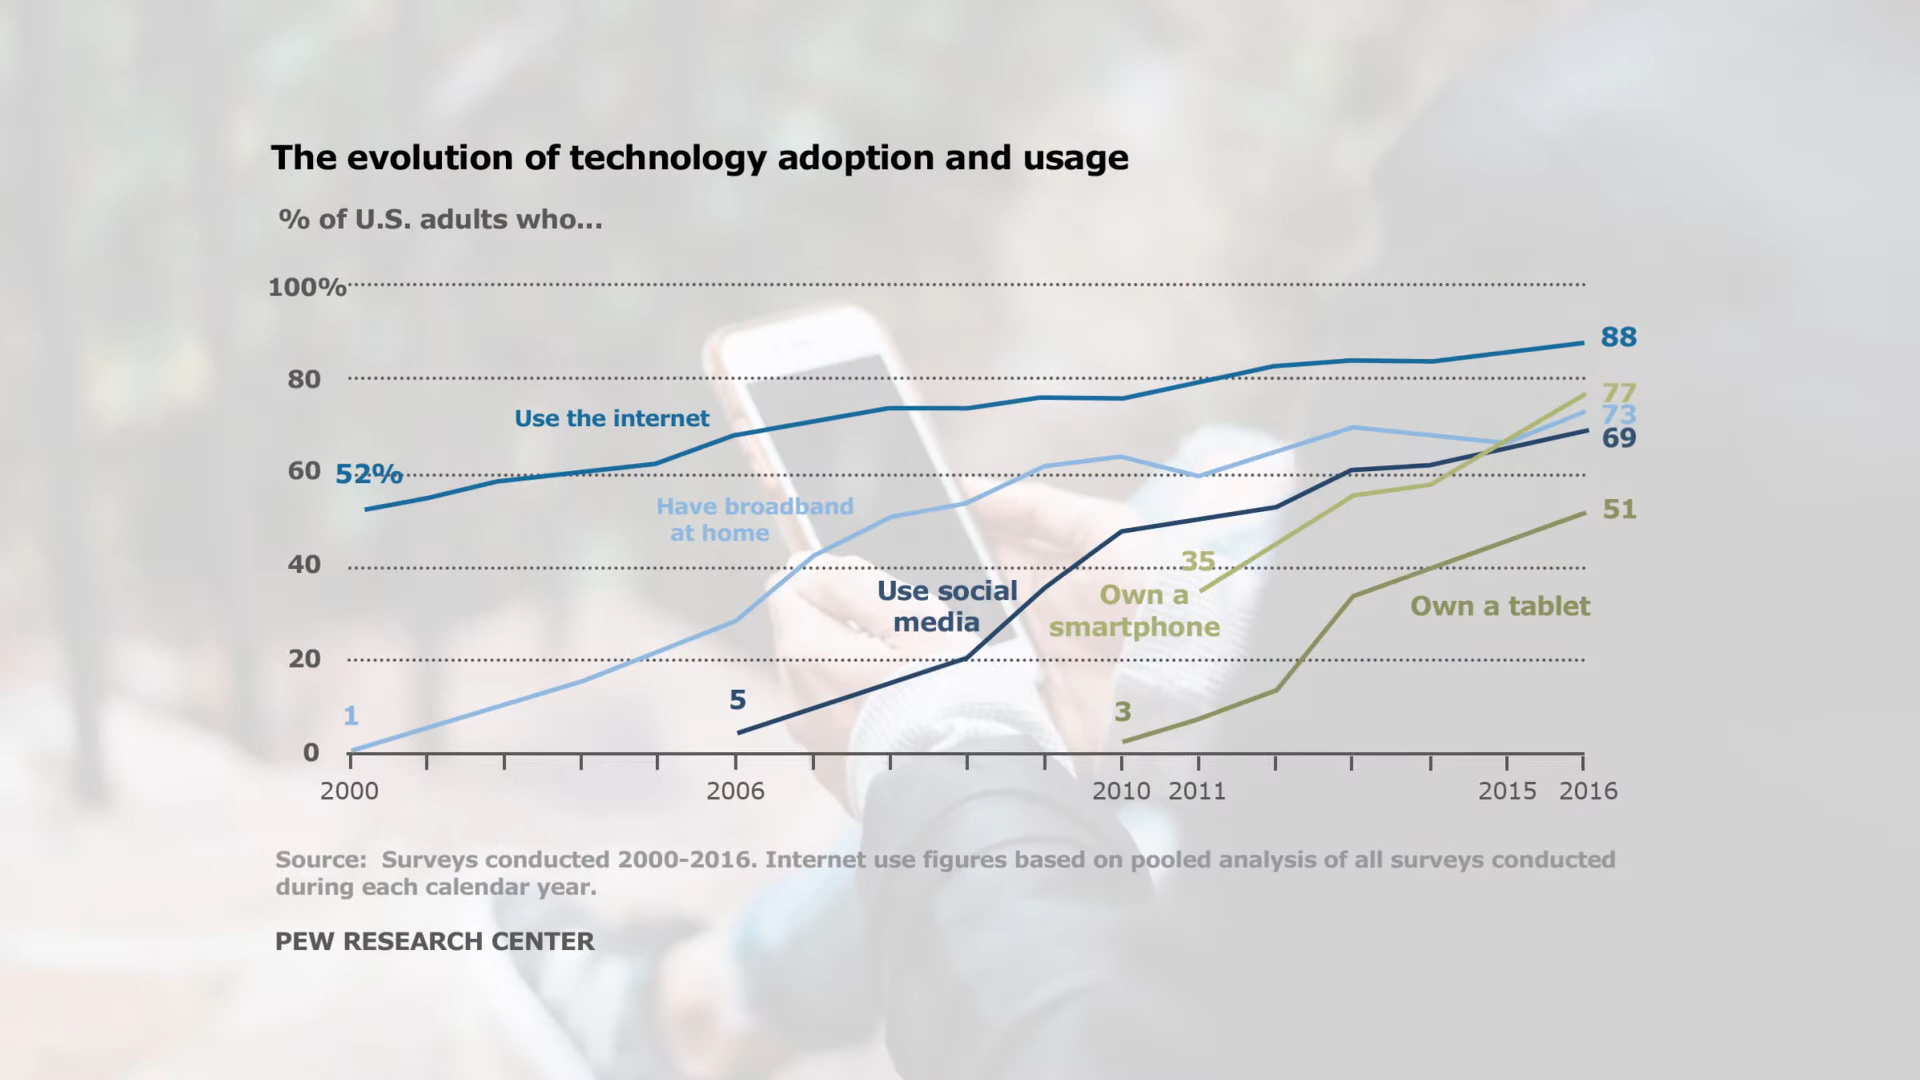 The evolution of technology adoption and usage
% of U.S. adults who...
100%
80
60
40
20
0
52%
Use the internet
88
1
Have broadband
at home
73
5
Use social
media
69
35
Own a
smartphone
77
3
Own a tablet
51
2000
2006
2010
2011
2015
2016
Source: Surveys conducted 2000-2016. Internet use figures based on pooled analysis of all surveys conducted
during each calendar year.
PEW RESEARCH CENTER